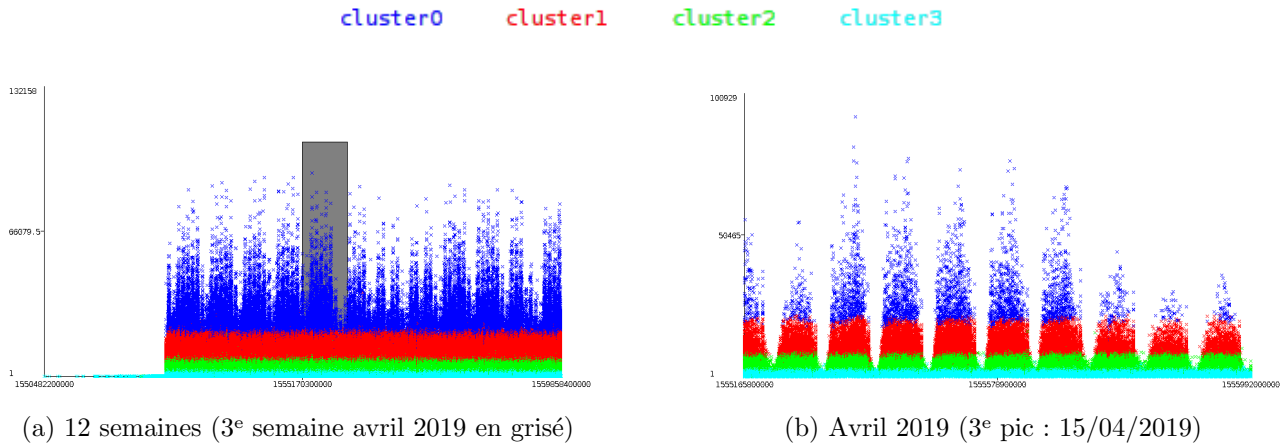 cluster0 cluster1 cluster2 cluster3
132158
66079.5
1
1550482200000 1555170300000 1559858400000
(a) 12 semaines (3e semaine avril 2019 en grisé)
100929
50465
1
1555165800000 1555578900000 1555992000000
(b) Avril 2019 (3e pic : 15/04/2019)